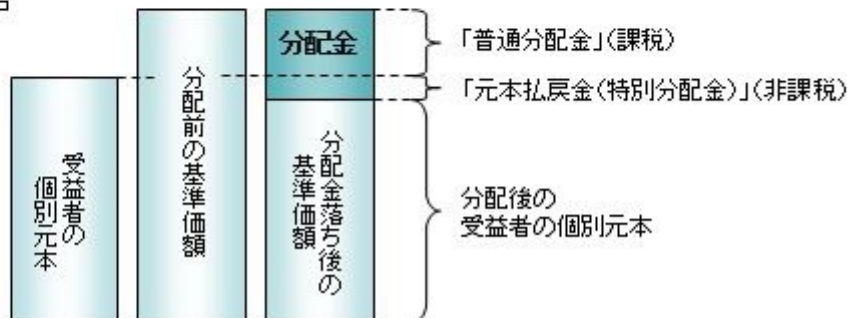 受益者の
個別元本
分配前の基準価額
分配金
分配金落ち後の
基準価額
「普通分配金」(課税)
「元本払戻金(特別分配金)」(非課税)
分配後の
受益者の個別元本